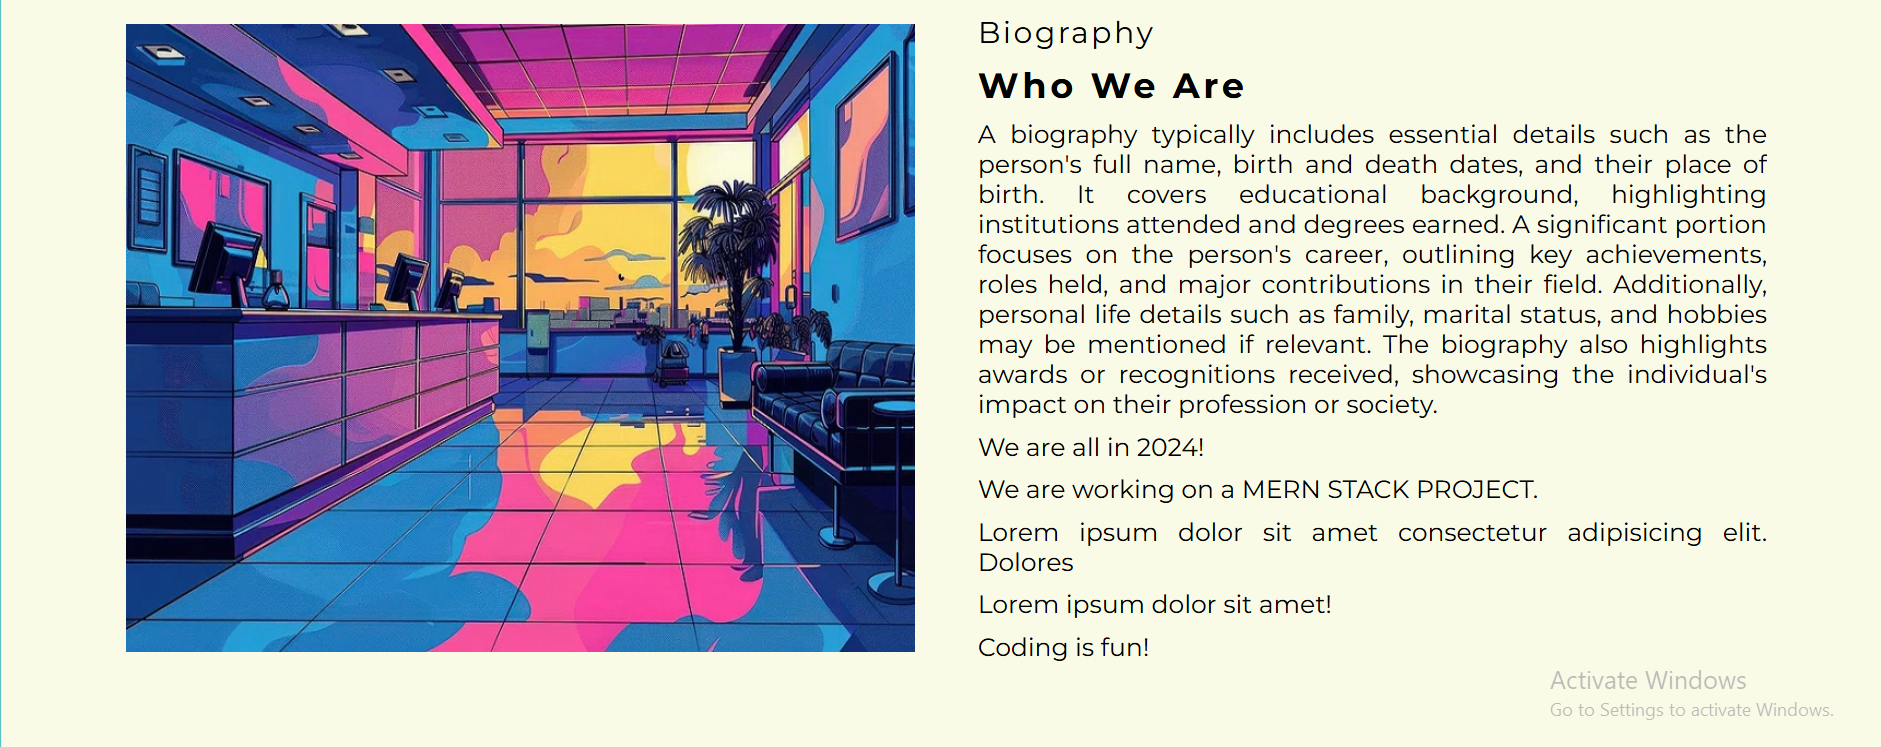 Biography
Who We Are
A biography typically includes essential details such as the
person's full name, birth and death dates, and their place of
birth. It covers educational background, highlighting
institutions attended and degrees earned. A significant portion
focuses on the person's career, outlining key achievements,
roles held, and major contributions in their field. Additionally,
personal life details such as family, marital status, and hobbies
may be mentioned if relevant. The biography also highlights
awards or recognitions received, showcasing the individual's
impact on their profession or society.
We are all in 2024!
We are working on a MERN STACK PROJECT.
Lorem ipsum dolor sit amet consectetur adipisicing elit.
Dolores
Lorem ipsum dolor sit amet!
Coding is fun!
Activate Windows
Go to Settings to activate Windows.